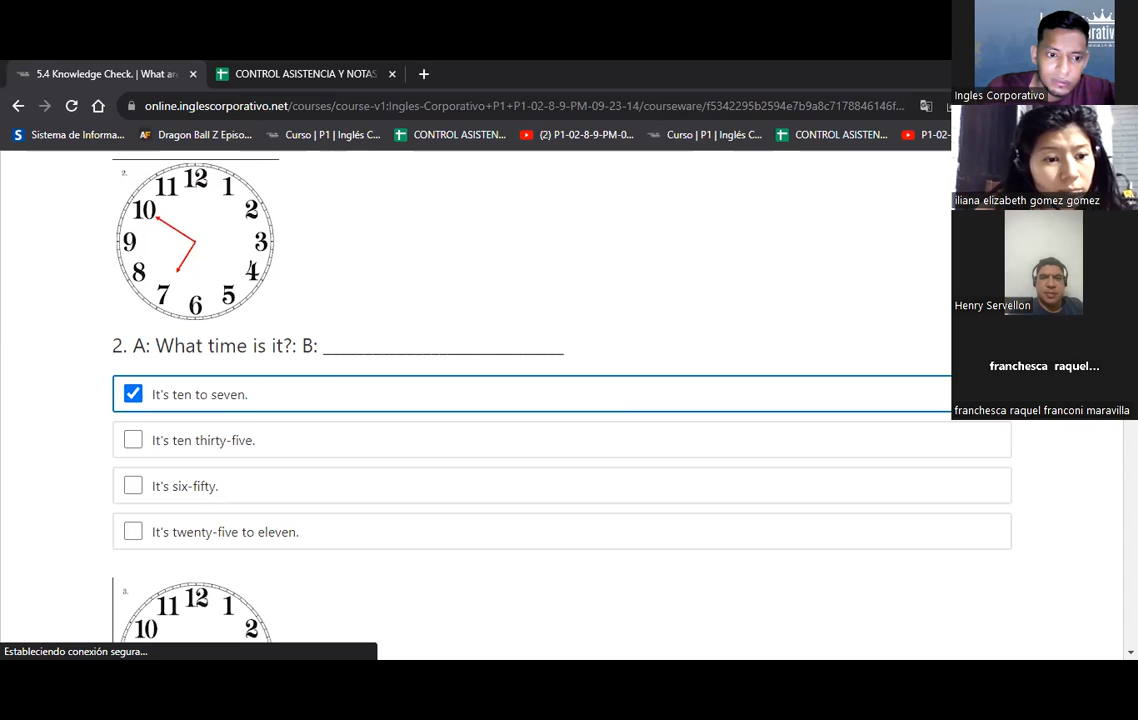 5.4 Knowledge Check. | What ar
CONTROL ASISTENCIA Y NOTAS
online.inglescorporativo.net/courses/course-v1:Ingles-Corporativo+P1+P1-02-8-9-PM-09-23-14/courseware/f5342295b2594e7b9a8c7178846146f...
Sistema de Informa...
Dragon Ball Z Episo...
Curso | P1 | Inglés C...
CONTROL ASISTEN...
(2) P1-02-8-9-PM-0...
Curso | P1 | Inglés C...
CONTROL ASISTEN...
P1-02-
2.
11 12 1
10 2
9 3
8 4
7 6 5
2. A: What time is it?: B: ____________________________
It's ten to seven.
It's ten thirty-five.
It's six-fifty.
It's twenty-five to eleven.
3.
11 12 1
10 2
Estableciendo conexión segura...
Ingles Corporativo
iliana elizabeth gomez gomez
Henry Servellon
franchesca raquel...
franchesca raquel franconi maravilla